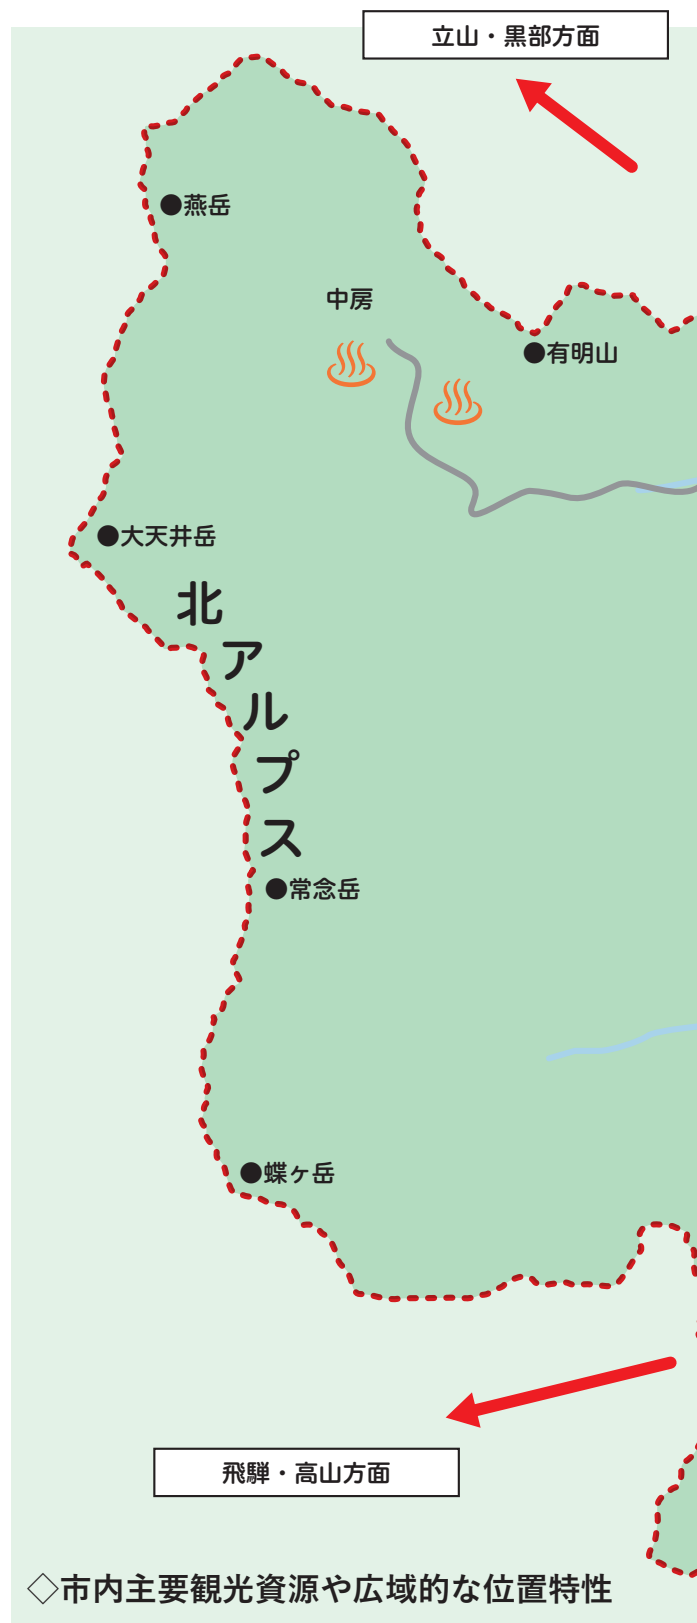 立山・黒部方面
●燕岳
中房
●有明山
●大天井岳
北アルプス
●常念岳
●蝶ヶ岳
飛騨・高山方面
◇市内主要観光資源や広域的な位置特性